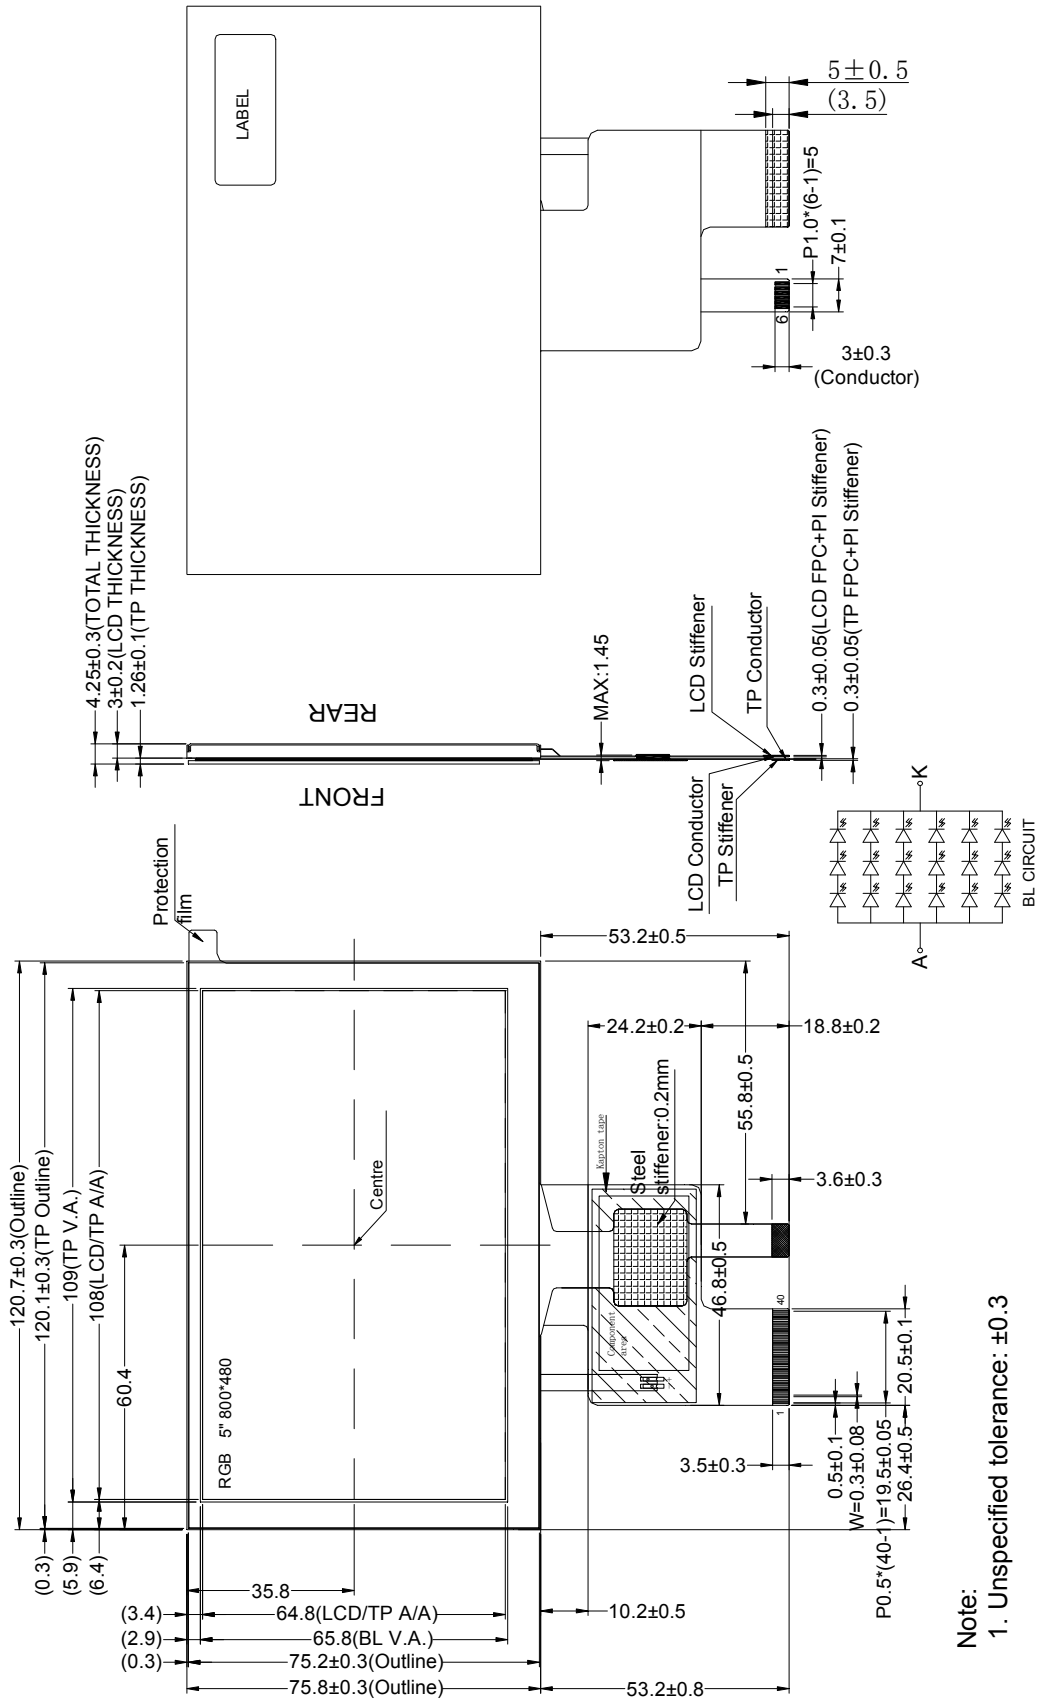 LABEL
5±0.5
(3.5)
P1.0*(6-1)=5
7±0.1
1
6
3±0.3
(Conductor)
4.25±0.3(TOTAL THICKNESS)
3±0.2(LCD THICKNESS)
1.26±0.1(TP THICKNESS)
REAR
FRONT
MAX:1.45
LCD Stiffener
TP Conductor
LCD Conductor
TP Stiffener
0.3±0.05(LCD FPC+PI Stiffener)
0.3±0.05(TP FPC+PI Stiffener)
A
K
BL CIRCUIT
Protection
film
120.7±0.3(Outline)
120.1±0.3(TP Outline)
109(TP V.A.)
108(LCD/TP A/A)
60.4
Centre
RGB 5" 800*480
(0.3)
(5.9)
(6.4)
35.8
(3.4)
64.8(LCD/TP A/A)
(2.9)
65.8(BL V.A.)
(0.3)
75.2±0.3(Outline)
75.8±0.3(Outline)
53.2±0.5
24.2±0.2
18.8±0.2
55.8±0.5
Kapton tape
Steel
stiffener:0.2mm
Component
area
46.8±0.5
3.6±0.3
40
1
3.5±0.3
0.5±0.1
W=0.3±0.08
P0.5*(40-1)=19.5±0.05
20.5±0.1
26.4±0.5
10.2±0.5
53.2±0.8
Note:
1. Unspecified tolerance: ±0.3